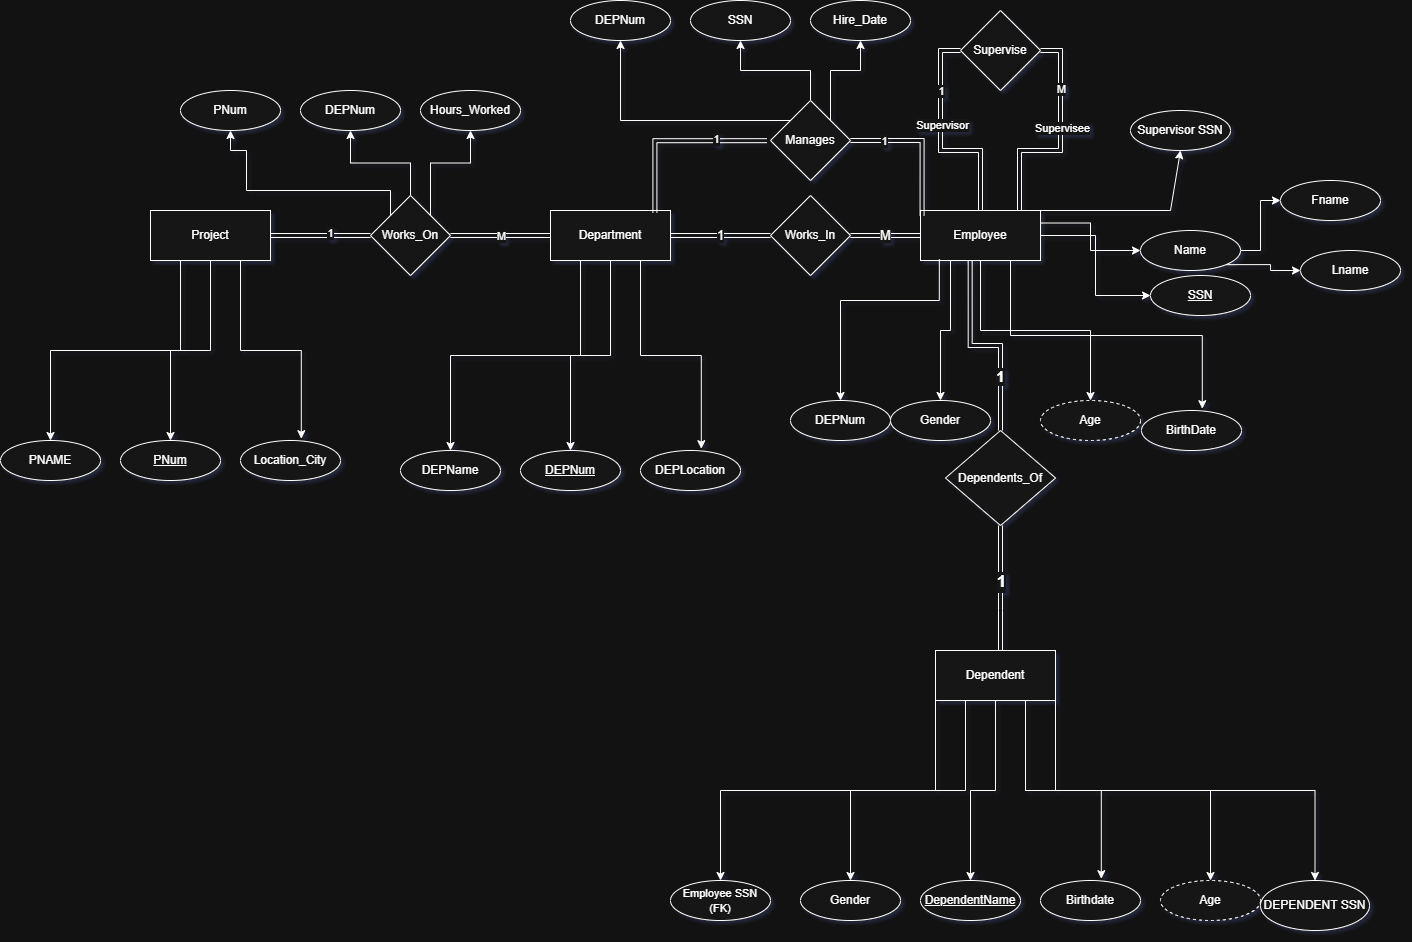 DEPNum
SSN
Hire_Date
Supervise
1
M
PNum
DEPNum
Hours_Worked
Supervisor
Supervisee
Supervisor SSN
1
Manages
1
Fname
Project
1
Works_On
M
Department
1
Works_In
M
Employee
Name
Lname
SSN
1
DEPNum
Gender
Age
BirthDate
PNAME
PNum
Location_City
DEPName
DEPNum
DEPLocation
Dependents_Of
1
Dependent
Employee SSN
(FK)
Gender
DependentName
Birthdate
Age
DEPENDENT SSN